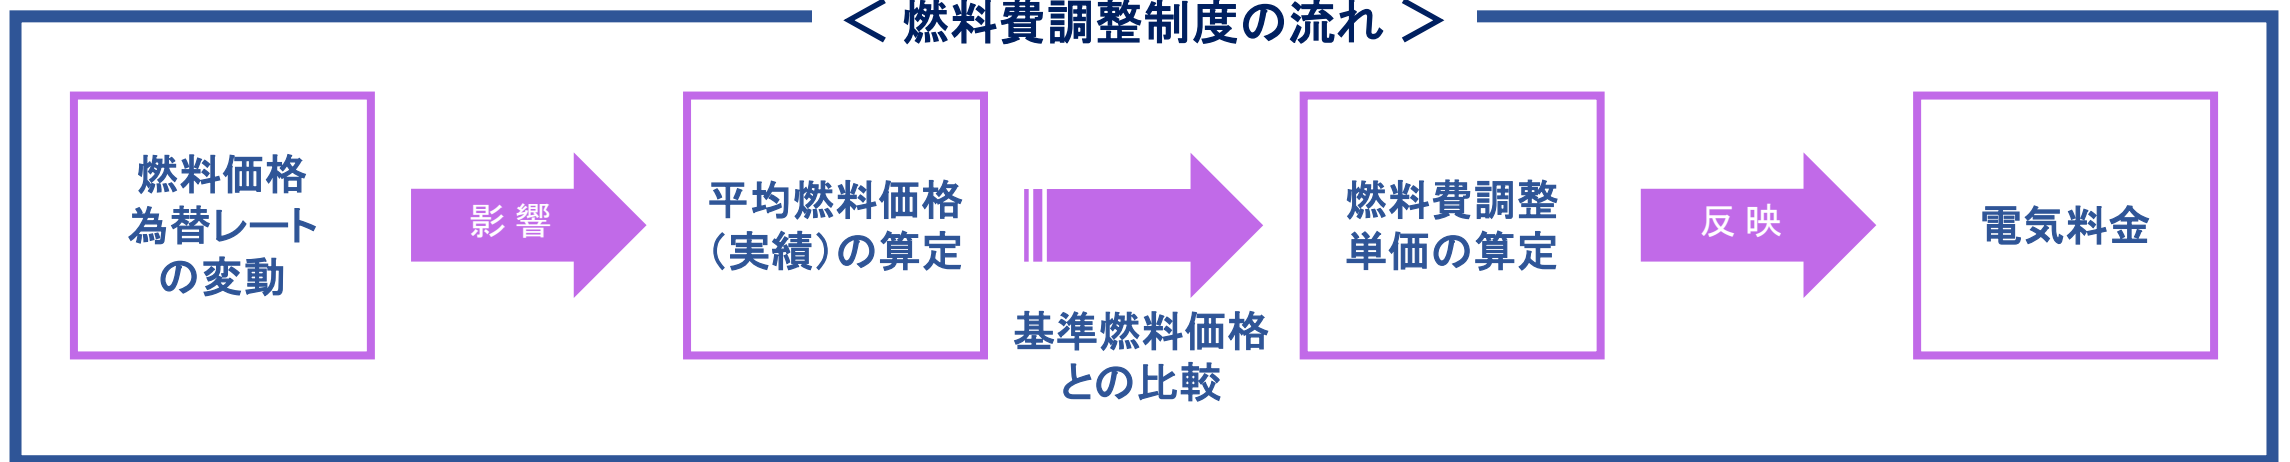 ＜ 燃料費調整制度の流れ ＞
燃料価格
為替レート
の変動
影響
平均燃料価格
（実績）の算定
基準燃料価格
との比較
燃料費調整
単価の算定
反映
電気料金